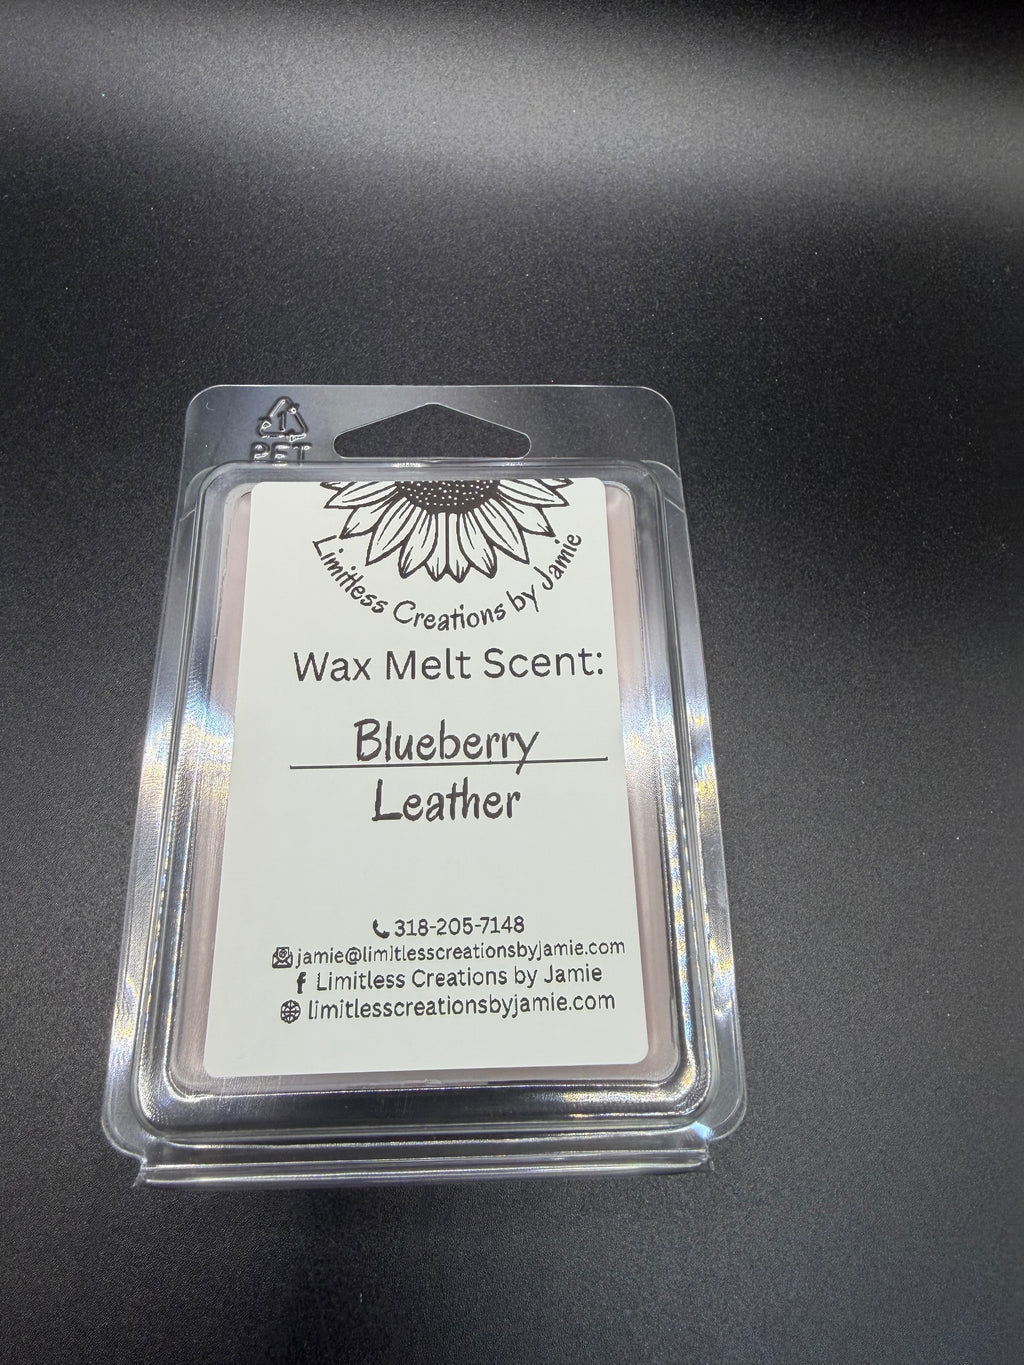 1
PET
Limitless Creations by Jamie
Wax Melt Scent:
Blueberry
Leather
318-205-7148
jamie@limitlesscreationsbyjamie.com
f Limitless Creations by Jamie
limitlesscreationsbyjamie.com